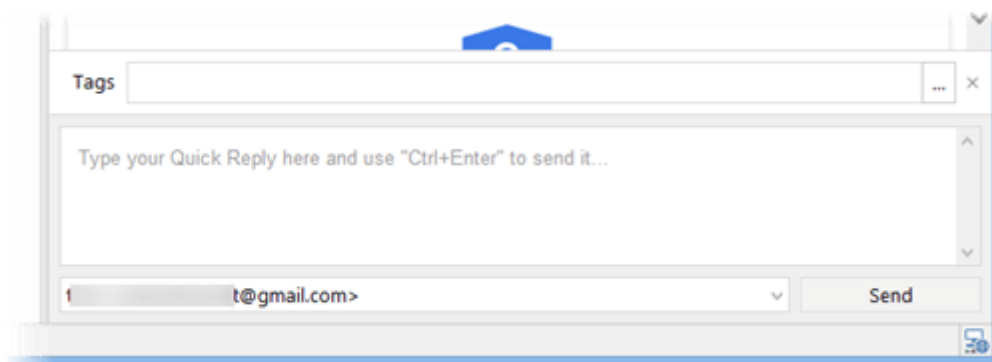 Tags
...
Type your Quick Reply here and use "Ctrl+Enter" to send it...
t@gmail.com>
Send